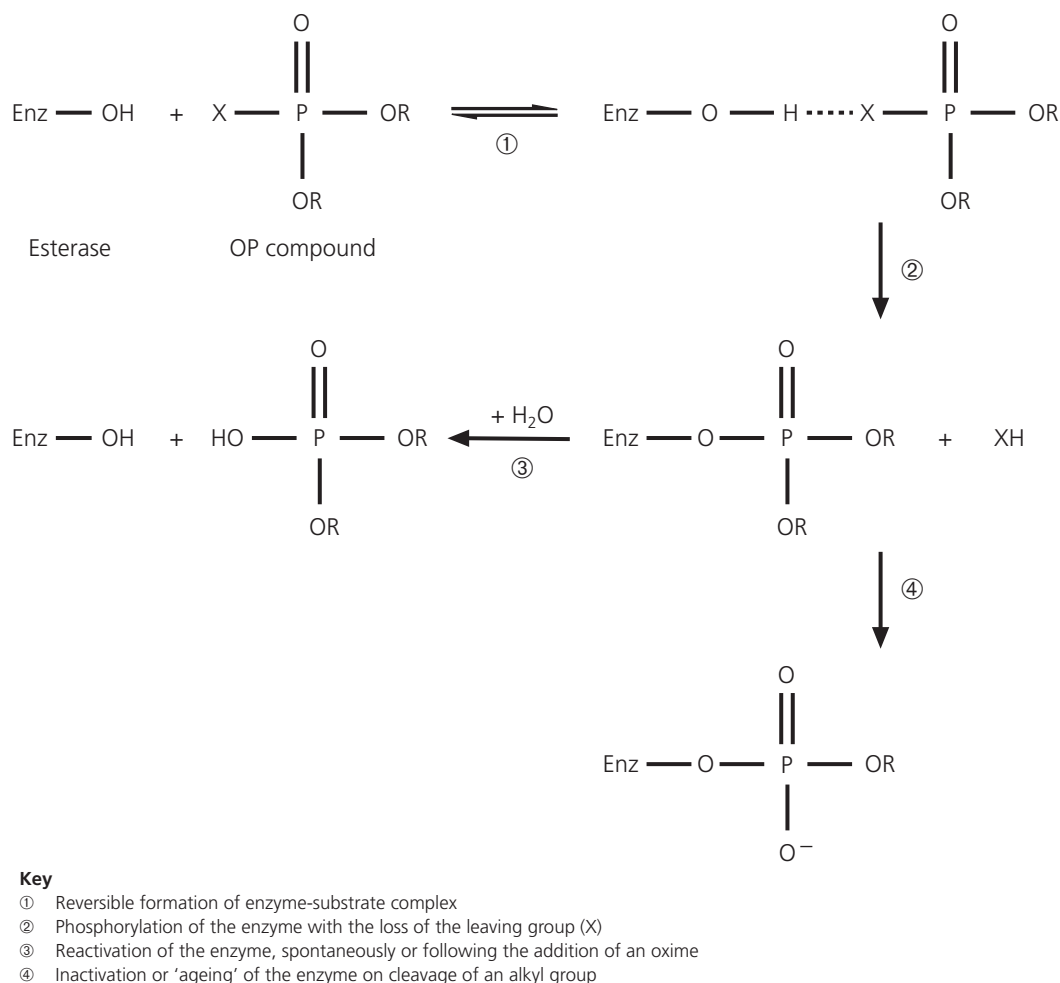 O O
Enz OH + X P OR Enz O H X P OR
①
OR OR
Esterase OP compound
②
O O
+ H₂O
Enz OH + HO P OR Enz O P OR + XH
③
OR OR
④
O
Enz O P OR
O⁻
Key
① Reversible formation of enzyme-substrate complex
② Phosphorylation of the enzyme with the loss of the leaving group (X)
③ Reactivation of the enzyme, spontaneously or following the addition of an oxime
④ Inactivation or ‘ageing’ of the enzyme on cleavage of an alkyl group